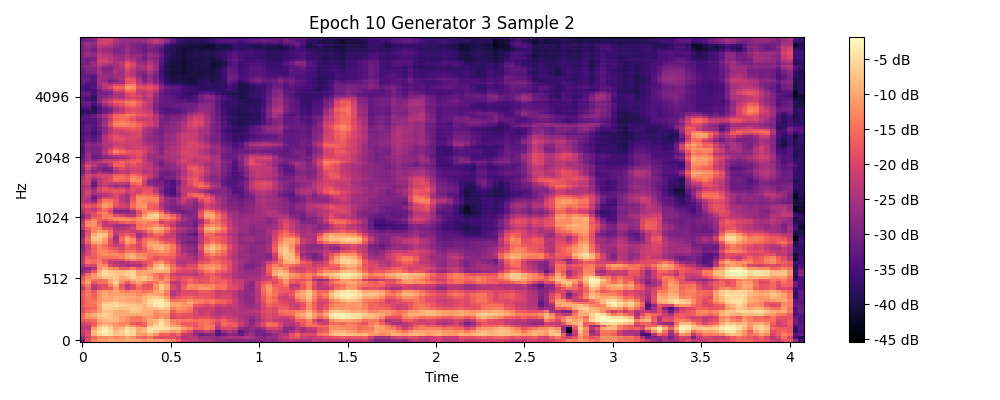 Epoch 10 Generator 3 Sample 2
Hz
4096
2048
1024
512
0
0 0.5 1 1.5 2 2.5 3 3.5 4
Time
-5 dB
-10 dB
-15 dB
-20 dB
-25 dB
-30 dB
-35 dB
-40 dB
-45 dB